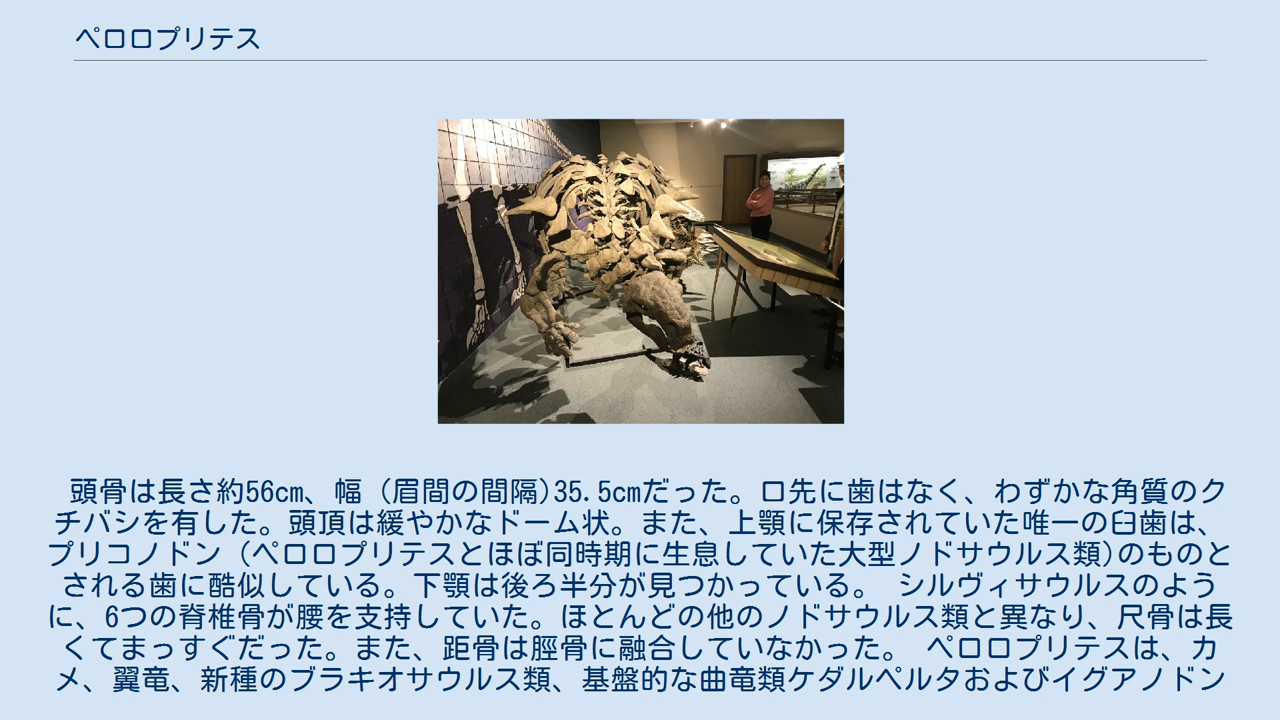 ペロロプリテス
頭骨は長さ約56cm、幅（眉間の間隔)35.5cmだった。口先に歯はなく、わずかな角質のク
チバシを有した。頭頂は緩やかなドーム状。また、上顎に保存されていた唯一の臼歯は、
プリコノドン（ペロロプリテスとほぼ同時期に生息していた大型ノドサウルス類)のものと
される歯に酷似している。下顎は後ろ半分が見つかっている。　シルヴィサウルスのよう
に、6つの脊椎骨が腰を支持していた。ほとんどの他のノドサウルス類と異なり、尺骨は長
くてまっすぐだった。また、距骨は脛骨に融合していなかった。　ペロロプリテスは、カ
メ、翼竜、新種のブラキオサウルス類、基盤的な曲竜類ケダルペルタおよびイグアノドン